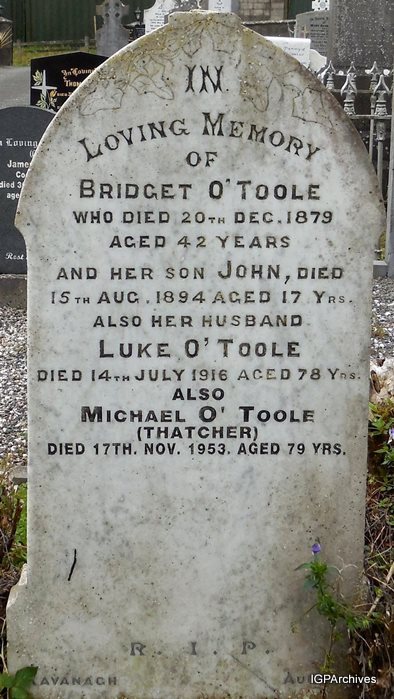 IN
LOVING MEMORY
OF
BRIDGET O'TOOLE
WHO DIED 20TH DEC. 1879
AGED 42 YEARS
AND HER SON JOHN, DIED
15TH AUG. 1894 AGED 17 YRS.
ALSO HER HUSBAND
LUKE O'TOOLE
DIED 14TH JULY 1916 AGED 78 YRS.
ALSO
MICHAEL O'TOOLE
(THATCHER)
DIED 17TH. NOV. 1953. AGED 79 YRS.
R. I. P.
KAVANAGH
IGPArchives